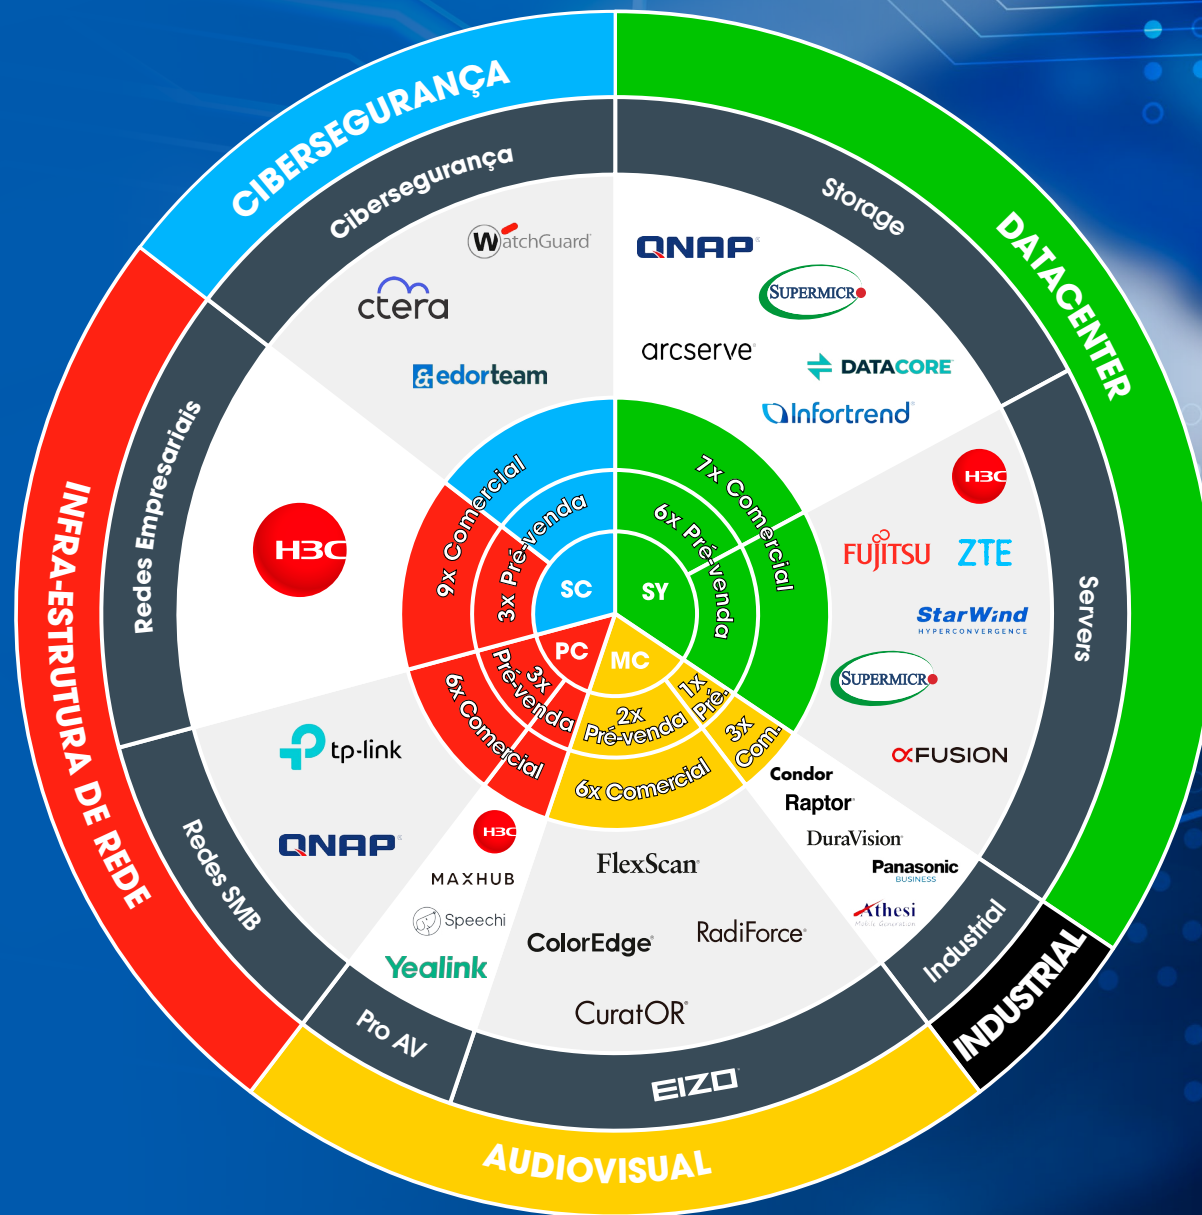 CIBERSEGURANÇA
DATACENTER
INDUSTRIAL
AUDIOVISUAL
INFRA-ESTRUTURA DE REDE
Cibersegurança
WatchGuard
ctera
edorteam
Storage
QNAP
SUPERMICRO
arcserve
DATACORE
Infortrend
Servers
H3C
FUJITSU
ZTE
StarWind
HYPERCONVERGENCE
SUPERMICRO
FUSION
Industrial
Condor
Raptor
DuraVision
Panasonic
BUSINESS
Athesi
Mobile Generation
EIZO
FlexScan
RadiForce
ColorEdge
CuratOR
Pro AV
H3C
MAXHUB
Speechi
Yealink
Redes SMB
tp-link
QNAP
Redes Empresariais
H3C
9x Comercial
3x Pré-venda
SC
7x Comercial
6x Pré-venda
SY
PC
3x
Pré-venda
6x Comercial
MC
2x
Pré-venda
6x Comercial
1x
Pré.
3x
Com.